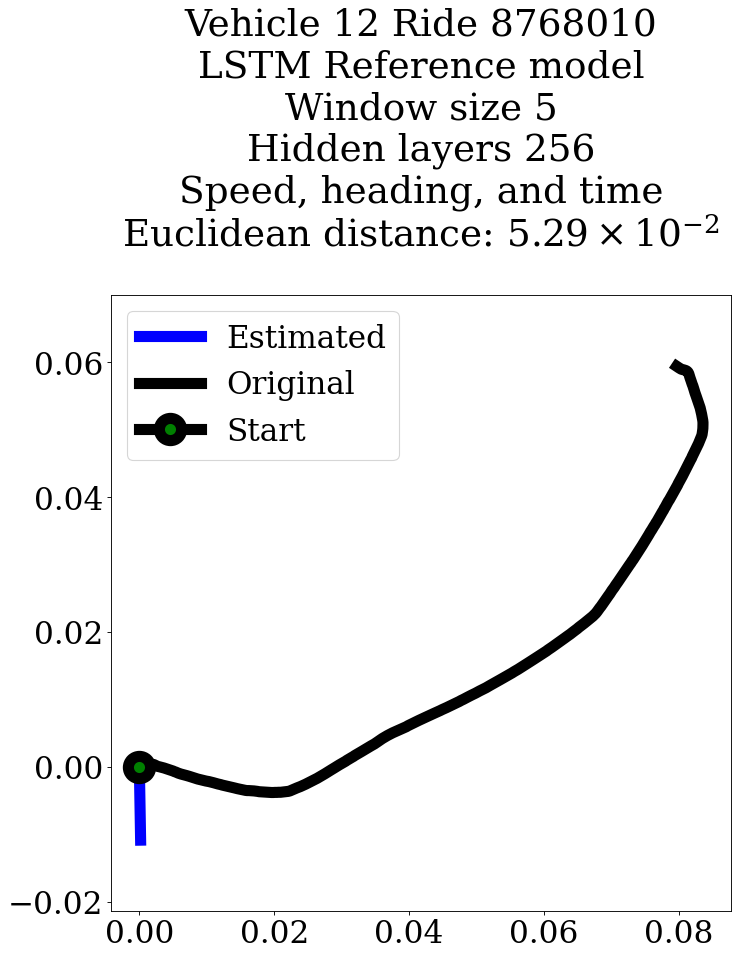 Vehicle 12 Ride 8768010
LSTM Reference model
Window size 5
Hidden layers 256
Speed, heading, and time
Euclidean distance: 5.29 × 10⁻²
Estimated
Original
Start
0.06
0.04
0.02
0.00
−0.02
0.00 0.02 0.04 0.06 0.08